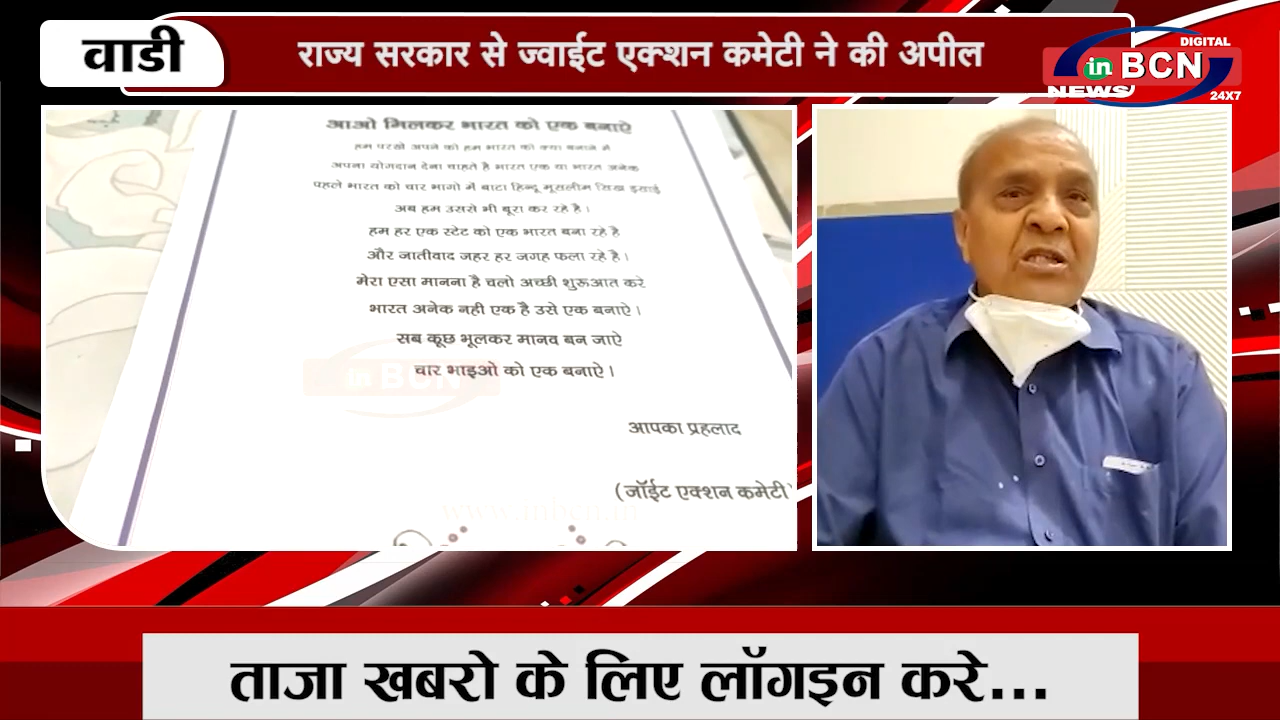 वाडी
राज्य सरकार से ज्वाईट एक्शन कमेटी ने की अपील
DIGITAL
in BCN
NEWS
24X7
आओ मिलकर भारत को एक बनाऐ
हम परखे अपने को हम भारत को क्या बनाने में
अपना योगदान देना चाहते है भारत एक या भारत अनेक
पहले भारत को चार भागो में बाटा हिन्दू मूसलीम सिख इसाई
अब हम उससे भी बूरा कर रहे है।
हम हर एक स्टेट को एक भारत बना रहे है
और जातीवाद जहर हर जगह फला रहे है।
मेरा एसा मानना है चलो अच्छी शुरूआत करे
भारत अनेक नही एक है उसे एक बनाऐ।
सब कूछ भूलकर मानव बन जाऐ
चार भाइओ को एक बनाऐ।
in BCN
आपका प्रहलाद
(जॉईट एक्शन कमेटी)
ताजा खबरो के लिए लॉगइन करे...